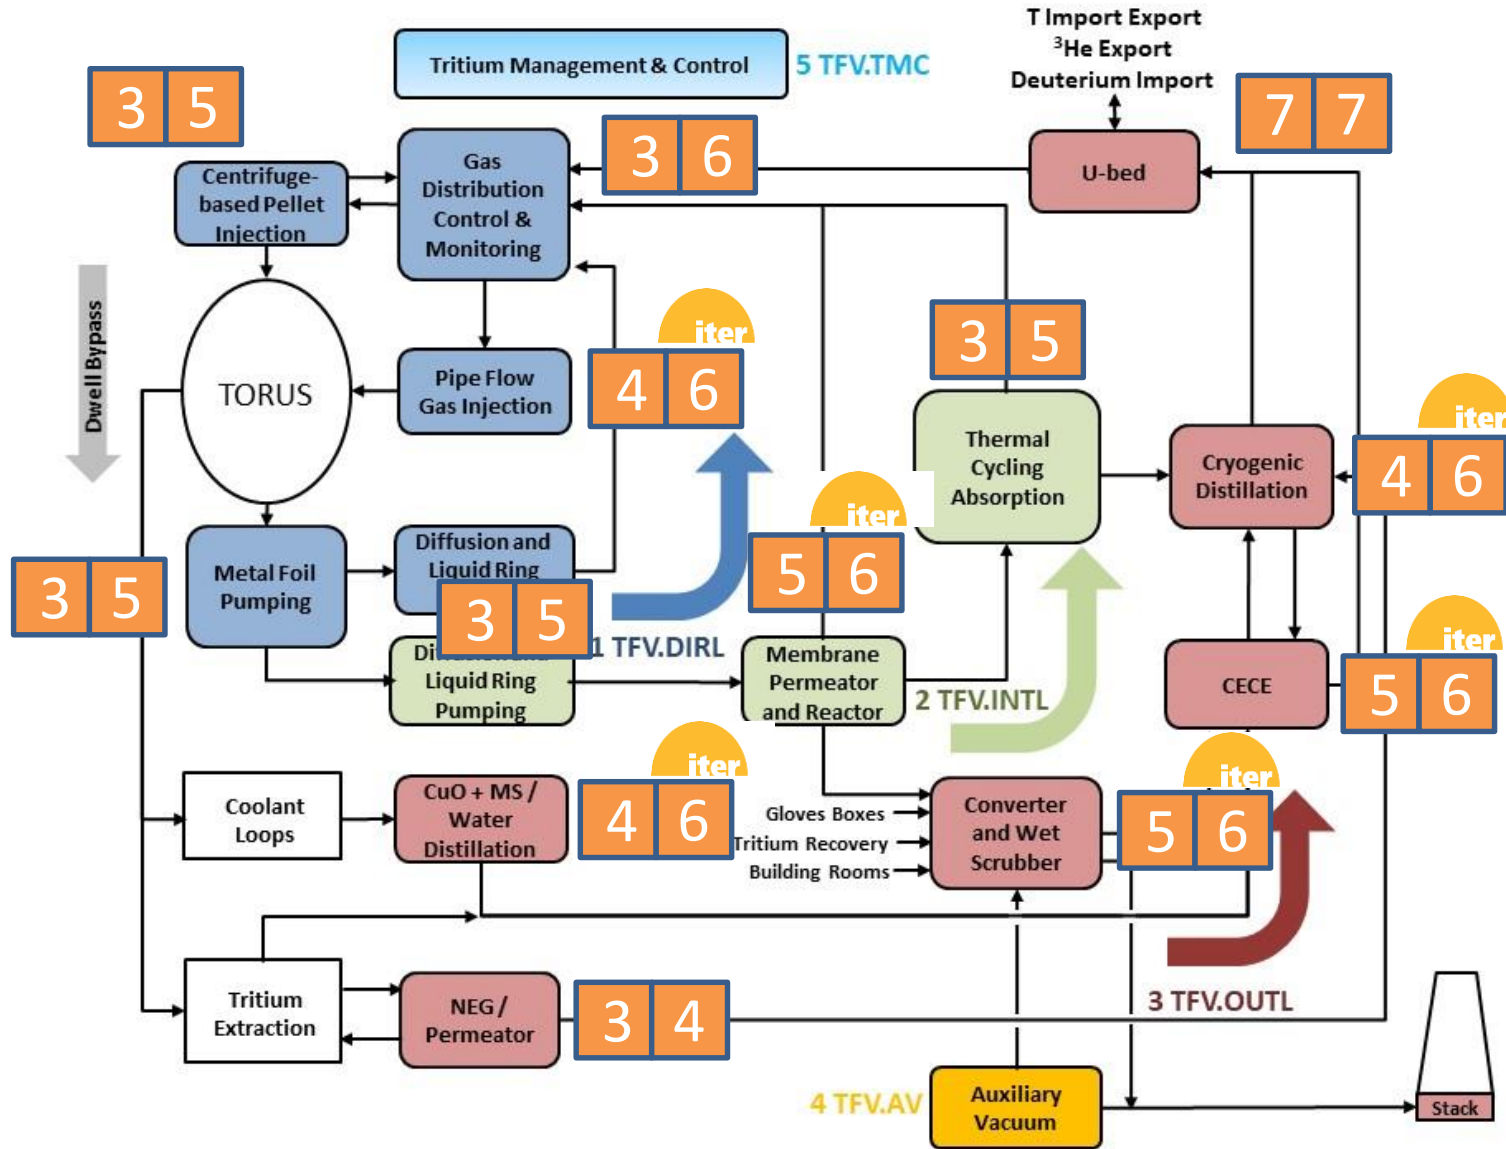 T Import Export
³He Export
Deuterium Import
Tritium Management & Control
5 TFV.TMC
3 5
7 7
Gas
Distribution
Control &
Monitoring
3 6
U-bed
Centrifuge-
based Pellet
Injection
Dwell Bypass
iter
4 6
3 5
TORUS
Pipe Flow
Gas Injection
Thermal
Cycling
Absorption
iter
Cryogenic
Distillation
4 6
iter
5 6
Metal Foil
Pumping
Diffusion and
Liquid Ring
3 5
3 5
1 TFV.DIRL
Diffusion and
Liquid Ring
Pumping
Membrane
Permeator
and Reactor
2 TFV.INTL
CECE
iter
5 6
Coolant
Loops
CuO + MS /
Water
Distillation
iter
4 6
Gloves Boxes
Tritium Recovery
Building Rooms
Converter
and Wet
Scrubber
iter
5 6
Tritium
Extraction
NEG /
Permeator
3 4
3 TFV.OUTL
4 TFV.AV
Auxiliary
Vacuum
Stack